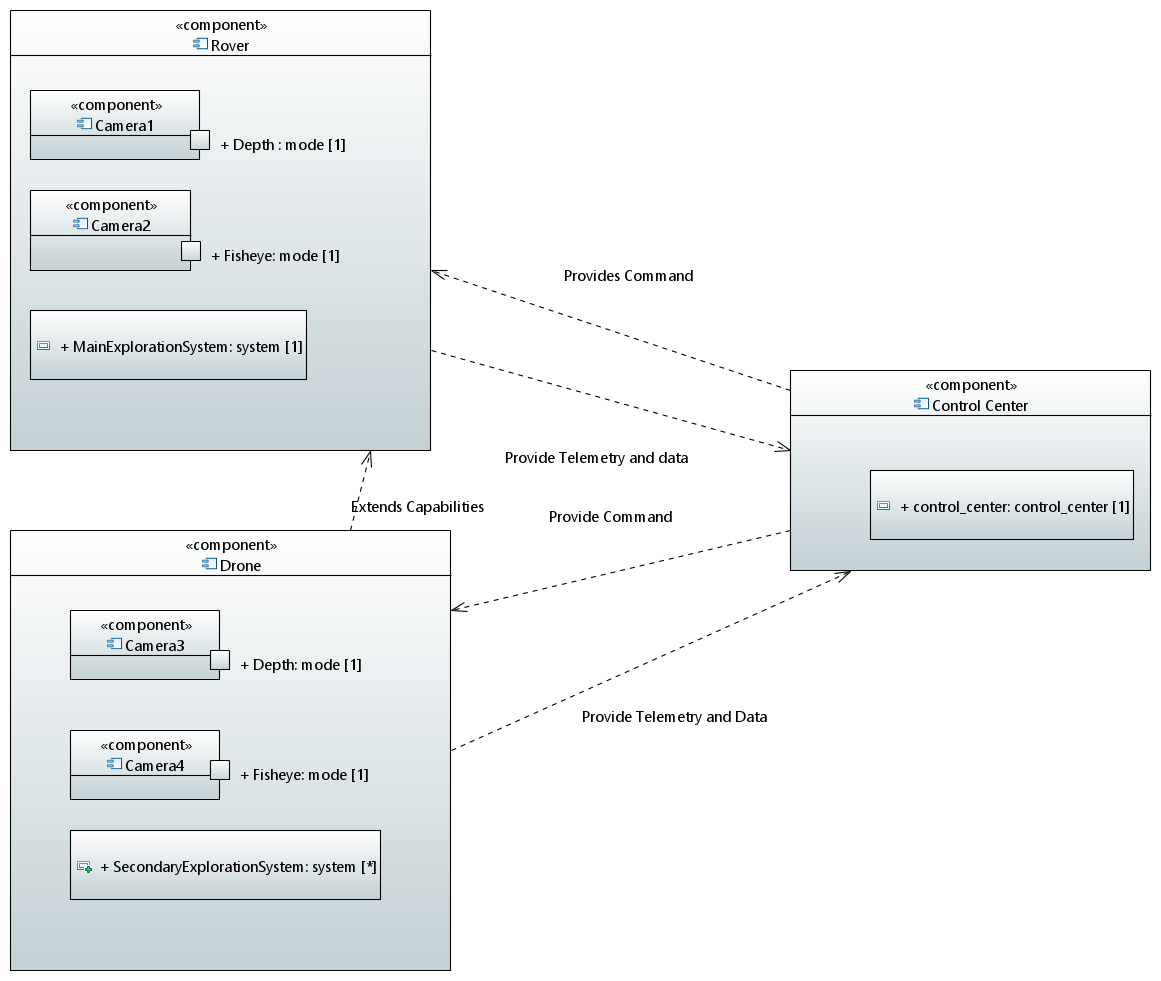 «component»
Rover
«component»
Camera1
+ Depth : mode [1]
«component»
Camera2
+ Fisheye: mode [1]
+ MainExplorationSystem: system [1]
Provides Command
«component»
Control Center
+ control_center: control_center [1]
Provide Telemetry and data
Extends Capabilities
Provide Command
«component»
Drone
«component»
Camera3
+ Depth: mode [1]
Provide Telemetry and Data
«component»
Camera4
+ Fisheye: mode [1]
+ SecondaryExplorationSystem: system [*]